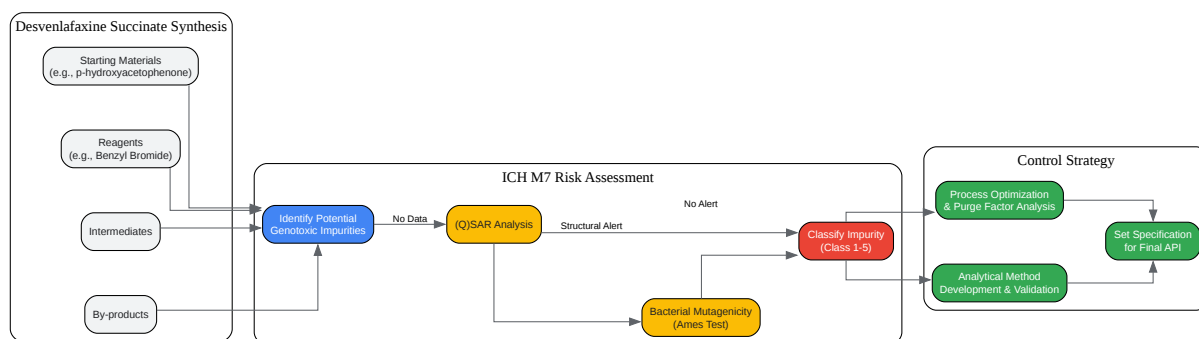 Desvenlafaxine Succinate Synthesis
Starting Materials
(e.g., p-hydroxyacetophenone)
Reagents
(e.g., Benzyl Bromide)
Intermediates
By-products
ICH M7 Risk Assessment
Identify Potential
Genotoxic Impurities
No Data
(Q)SAR Analysis
Structural Alert
No Alert
Bacterial Mutagenicity
(Ames Test)
Classify Impurity
(Class 1-5)
Control Strategy
Process Optimization
& Purge Factor Analysis
Analytical Method
Development & Validation
Set Specification
for Final API